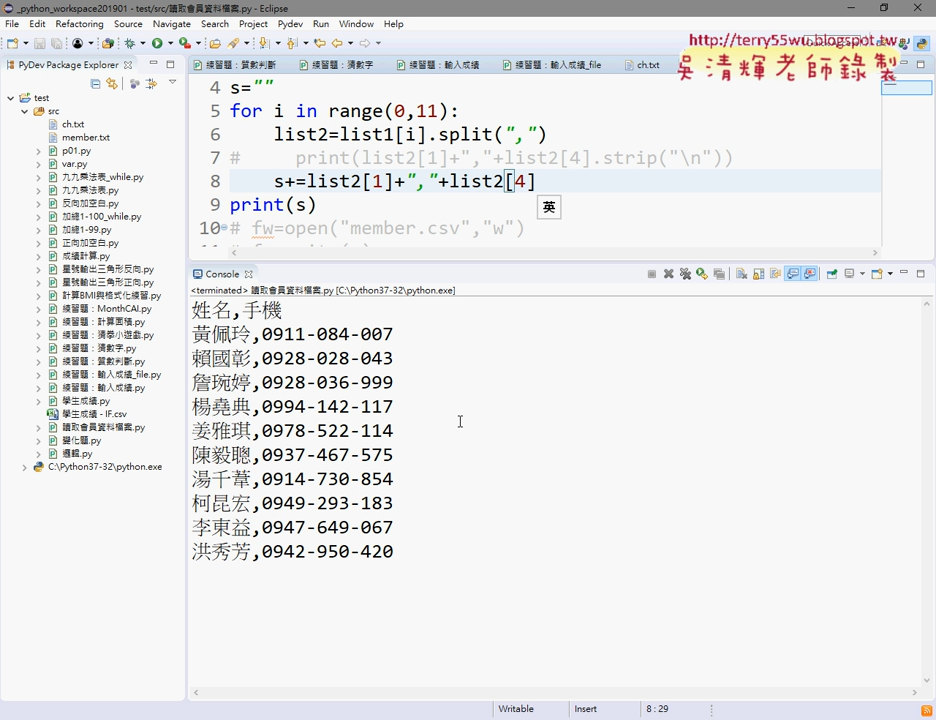 _python_workspace201901 - test/src/讀取會員資料檔案.py - Eclipse
File Edit Refactoring Source Navigate Search Project Pydev Run Window Help
http://terry55wu.blogspot.tw
吳清輝老師錄製
PyDev Package Explorer
練習題：質數判斷 練習題：猜數字 練習題：輸入成績 練習題：輸入成績_file ch.txt
test
src
ch.txt
member.txt
p01.py
var.py
九九乘法表_while.py
九九乘法表.py
反向加空白.py
加總1-100_while.py
加總1-99.py
正向加空白.py
成績計算.py
星號輸出三角形反向.py
星號輸出三角形正向.py
計算BMI與格式化練習.py
練習題：MonthCAl.py
練習題：計算面積.py
練習題：猜拳小遊戲.py
練習題：猜數字.py
練習題：質數判斷.py
練習題：輸入成績_file.py
練習題：輸入成績.py
學生成績.py
學生成績 - IF.csv
讀取會員資料檔案.py
變化題.py
邏輯.py
C:\Python37-32\python.exe
4 s=""
5 for i in range(0,11):
6 list2=list1[i].split(",")
7 # print(list2[1]+","+list2[4].strip("\n"))
8 s+=list2[1]+","+list2[4]
9 print(s)
10 # fw=open("member.csv","w")
英
Console
<terminated> 讀取會員資料檔案.py [C:\Python37-32\python.exe]
姓名,手機
黃佩玲,0911-084-007
賴國彰,0928-028-043
詹琬婷,0928-036-999
楊堯典,0994-142-117
姜雅琪,0978-522-114
陳毅聰,0937-467-575
湯千葦,0914-730-854
柯昆宏,0949-293-183
李東益,0947-649-067
洪秀芳,0942-950-420
Writable Insert 8 : 29